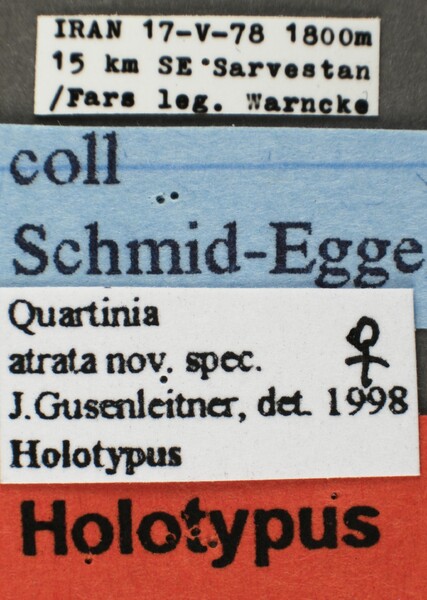 IRAN 17-V-78 1800m
15 km SE Sarvestan
/Fars leg. Warncke
coll
Schmid-Egge
Quartinia
atrata nov. spec. ♀
J.Gusenleitner, det. 1998
Holotypus
Holotypus